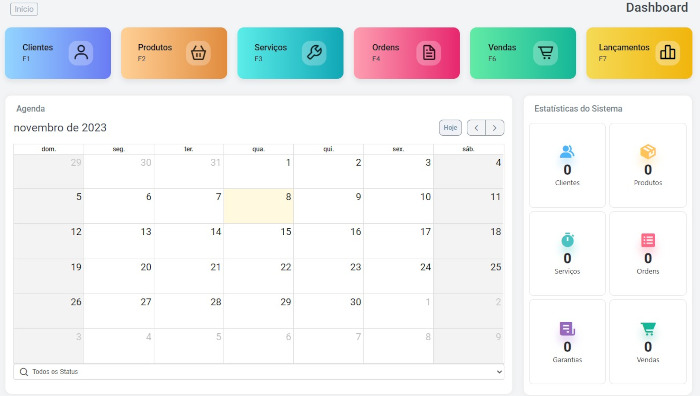 Início
Dashboard
Clientes
F1
Produtos
F2
Serviços
F3
Ordens
F4
Vendas
F6
Lançamentos
F7
Agenda
novembro de 2023
Hoje
dom. seg. ter. qua. qui. sex. sáb.
29 30 31 1 2 3 4
5 6 7 8 9 10 11
12 13 14 15 16 17 18
19 20 21 22 23 24 25
26 27 28 29 30 1 2
3 4 5 6 7 8 9
Todos os Status
Estatísticas do Sistema
0
Clientes
0
Produtos
0
Serviços
0
Ordens
0
Garantias
0
Vendas